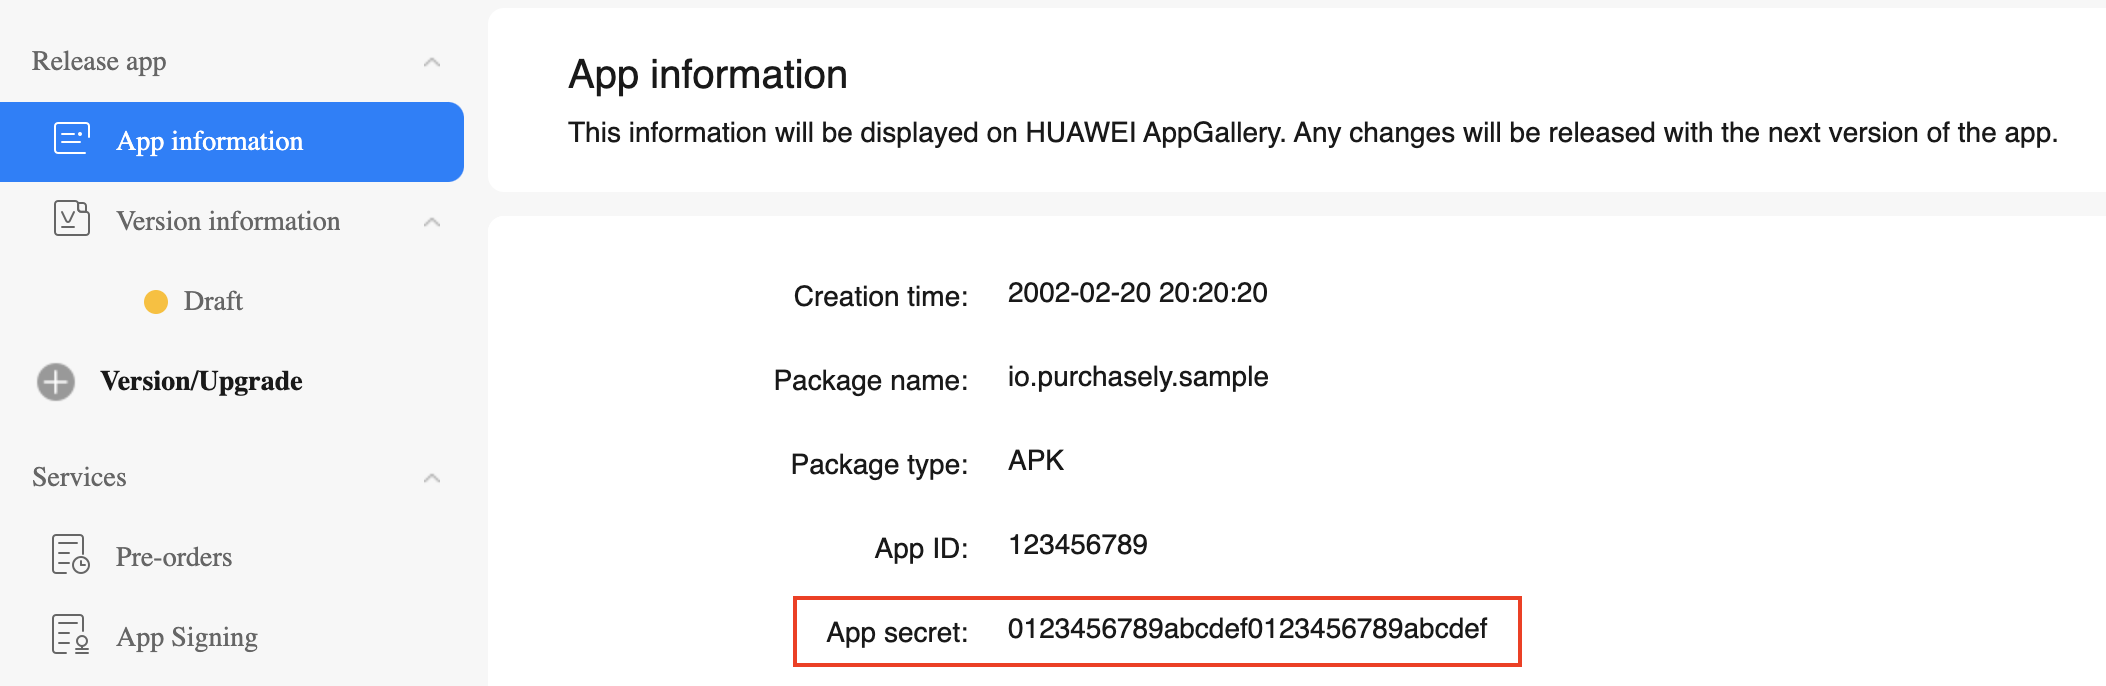 Release app
App information
Version information
Draft
Version/Upgrade
Services
Pre-orders
App Signing
App information
This information will be displayed on HUAWEI AppGallery. Any changes will be released with the next version of the app.
Creation time: 2002-02-20 20:20:20
Package name: io.purchasely.sample
Package type: APK
App ID: 123456789
App secret: 0123456789abcdef0123456789abcdef